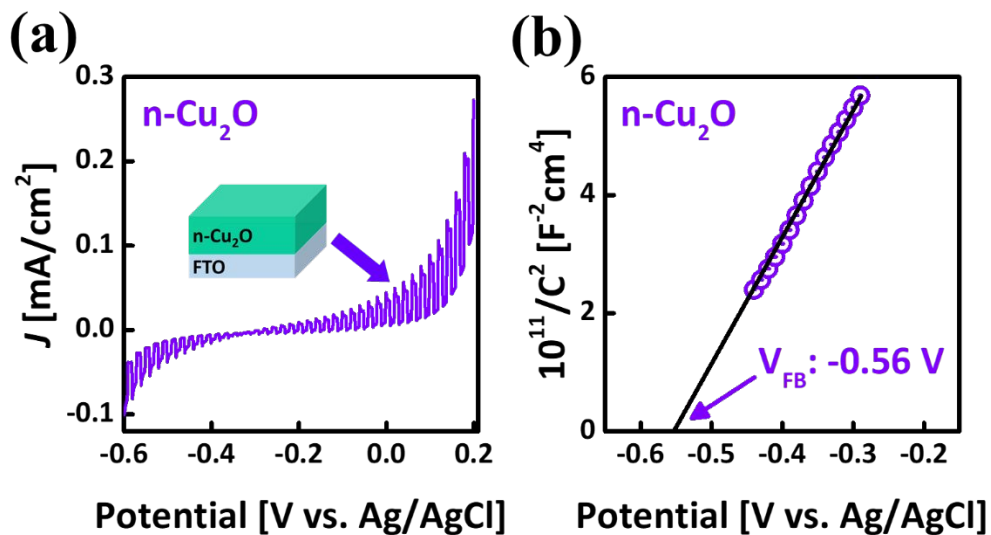 (a)
n-Cu₂O
J [mA/cm²]
0.3
0.2
0.1
0.0
-0.1
n-Cu₂O
FTO
-0.6
-0.4
-0.2
0.0
0.2
Potential [V vs. Ag/AgCl]
(b)
n-Cu₂O
10¹¹/C² [F⁻²cm⁴]
6
4
2
0
V_FB: -0.56 V
-0.6
-0.5
-0.4
-0.3
-0.2
Potential [V vs. Ag/AgCl]